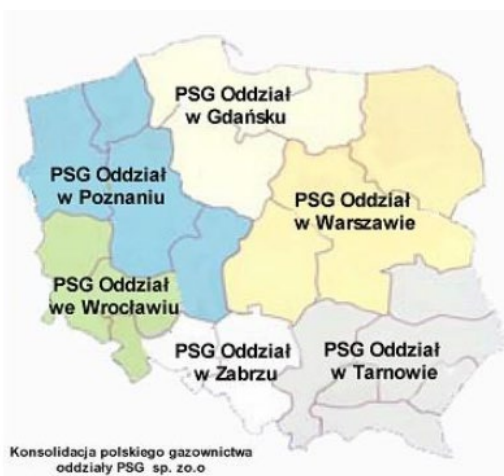 PSG Oddział
w Gdańsku
PSG Oddział
w Poznaniu
PSG Oddział
w Warszawie
PSG Oddział
we Wrocławiu
PSG Oddział
w Zabrzu
PSG Oddział
w Tarnowie
Konsolidacja polskiego gazownictwa
oddziały PSG sp. zo.o